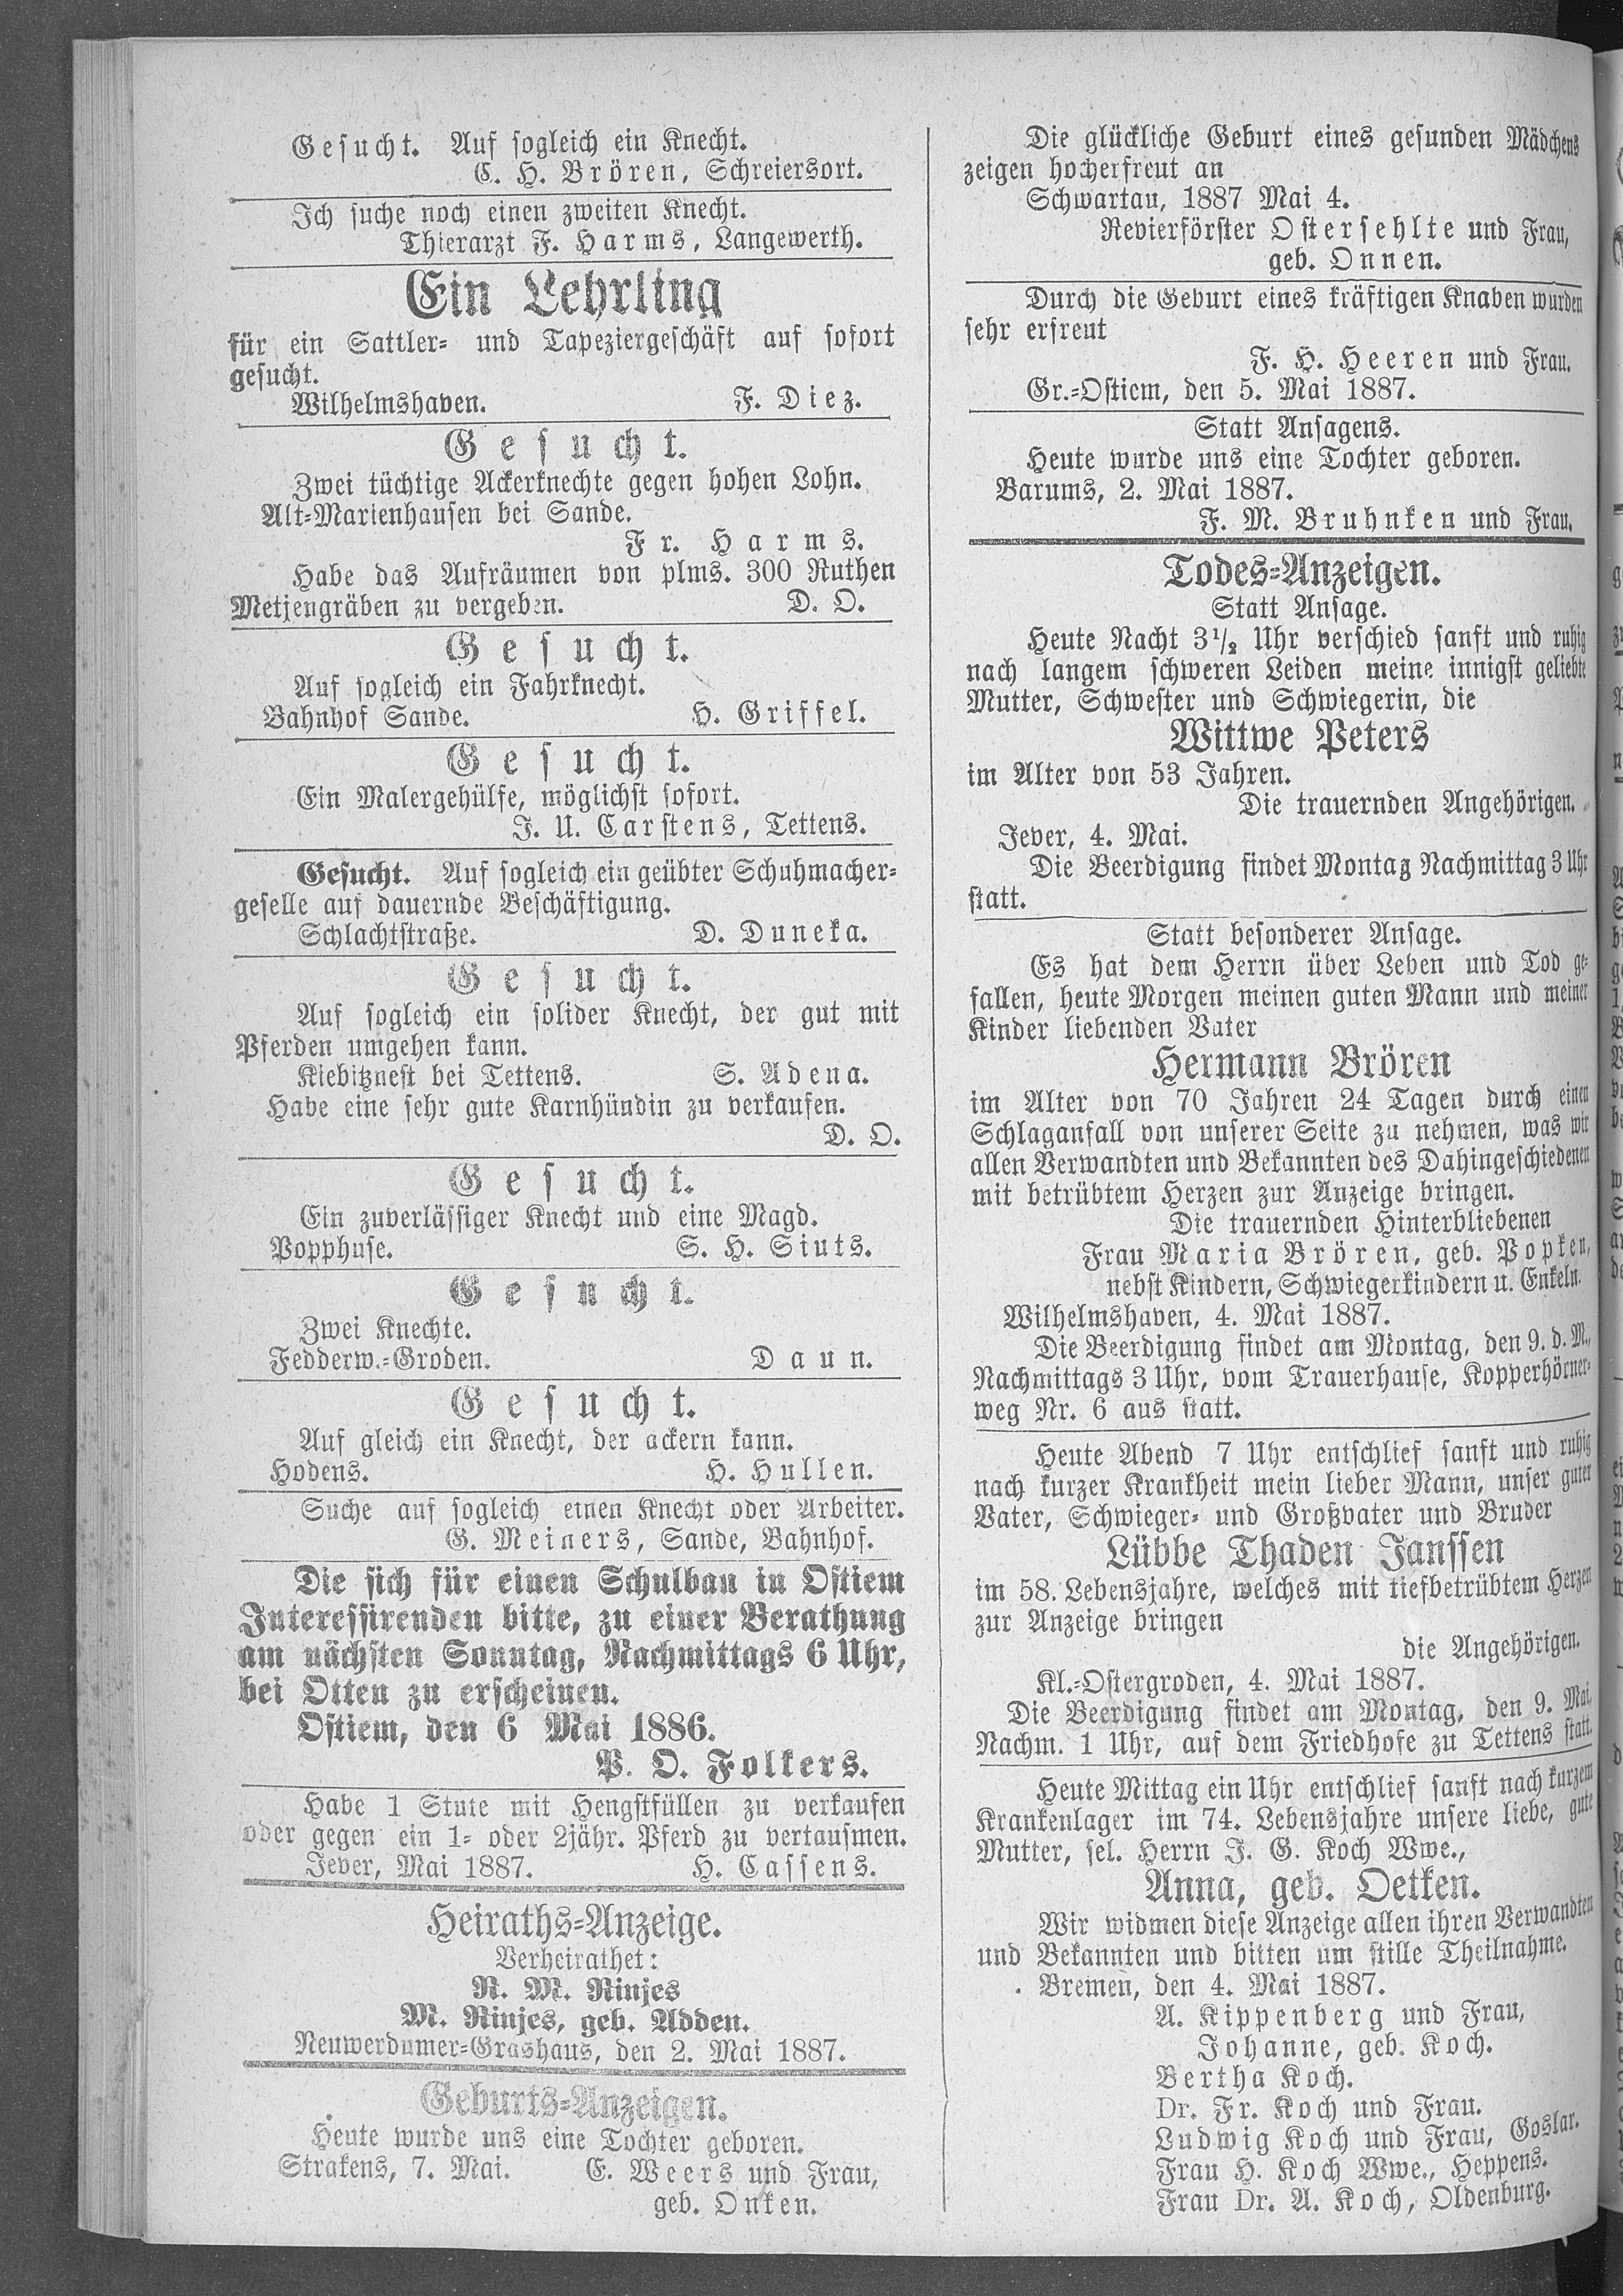 Gesucht. Auf sogleich ein Knecht.
C. H. Brören, Schreiersort.
Ich suche noch einen zweiten Knecht.
Thierarzt F. Harms, Langewerth.
Ein Lehrling
für ein Sattler- und Tapeziergeschäft auf sofort
gesucht.
Wilhelmshaven. F. Diez.
Gesucht.
Zwei tüchtige Ackerknechte gegen hohen Lohn.
Alt-Marienhausen bei Sande.
Fr. Harms.
Habe das Aufräumen von plms. 300 Ruthen
Metjengräben zu vergeben. D. O.
Gesucht.
Auf sogleich ein Fahrknecht.
Bahnhof Sande. H. Griffel.
Gesucht.
Ein Malergehülfe, möglichst sofort.
J. U. Carstens, Tettens.
Gesucht. Auf sogleich ein geübter Schuhmacher-
geselle auf dauernde Beschäftigung.
Schlachtstraße. D. Duneka.
Gesucht.
Auf sogleich ein solider Knecht, der gut mit
Pferden umgehen kann.
Kiebitznest bei Tettens. S. Adena.
Habe eine sehr gute Karnhündin zu verkaufen.
D. O.
Gesucht.
Ein zuverlässiger Knecht und eine Magd.
Popphuse. S. H. Siuts.
Gesucht.
Zwei Knechte.
Fedderw.-Groden. Daun.
Gesucht.
Auf gleich ein Knecht, der ackern kann.
Hodens. H. Hullen.
Suche auf sogleich einen Knecht oder Arbeiter.
G. Meiners, Sande, Bahnhof.
Die sich für einen Schulbau in Ostiem
Interessirenden bitte, zu einer Berathung
am nächsten Sonntag, Nachmittags 6 Uhr,
bei Otten zu erscheinen.
Ostiem, den 6 Mai 1886.
P. O. Folkers.
Habe 1 Stute mit Hengstfüllen zu verkaufen
oder gegen ein 1- oder 2jähr. Pferd zu vertauschen.
Jever, Mai 1887. H. Cassens.
Heiraths-Anzeige.
Verheirathet:
R. M. Rinjes
M. Rinjes, geb. Adden.
Neuwerdumer-Grashaus, den 2. Mai 1887.
Geburts-Anzeigen.
Heute wurde uns eine Tochter geboren.
Strakens, 7. Mai. E. Weers und Frau,
geb. Onken.
Die glückliche Geburt eines gesunden Mädchens
zeigen hocherfreut an
Schwartau, 1887 Mai 4.
Revierförster Ostersehlte und Frau,
geb. Onnen.
Durch die Geburt eines kräftigen Knaben wurden
sehr erfreut
F. H. Heeren und Frau.
Gr.-Ostiem, den 5. Mai 1887.
Statt Ansagens.
Heute wurde uns eine Tochter geboren.
Barums, 2. Mai 1887.
F. M. Bruhnken und Frau.
Todes-Anzeigen.
Statt Ansage.
Heute Nacht 3½ Uhr verschied sanft und ruhig
nach langem schweren Leiden meine innigst geliebte
Mutter, Schwester und Schwiegerin, die
Wittwe Peters
im Alter von 53 Jahren.
Die trauernden Angehörigen.
Jever, 4. Mai.
Die Beerdigung findet Montag Nachmittag 3 Uhr
statt.
Statt besonderer Ansage.
Es hat dem Herrn über Leben und Tod ge-
fallen, heute Morgen meinen guten Mann und meiner
Kinder liebenden Vater
Hermann Brören
im Alter von 70 Jahren 24 Tagen durch einen
Schlaganfall von unserer Seite zu nehmen, was wir
allen Verwandten und Bekannten des Dahingeschiedenen
mit betrübtem Herzen zur Anzeige bringen.
Die trauernden Hinterbliebenen
Frau Maria Brören, geb. Popken,
nebst Kindern, Schwiegerkindern u. Enkeln.
Wilhelmshaven, 4. Mai 1887.
Die Beerdigung findet am Montag, den 9. d. M.,
Nachmittags 3 Uhr, vom Trauerhause, Kopperhörner-
weg Nr. 6 aus statt.
Heute Abend 7 Uhr entschlief sanft und ruhig
nach kurzer Krankheit mein lieber Mann, unser guter
Vater, Schwieger- und Großvater und Bruder
Lübbe Thaden Janssen
im 58. Lebensjahre, welches mit tiefbetrübtem Herzen
zur Anzeige bringen
die Angehörigen.
Kl.-Ostergroden, 4. Mai 1887.
Die Beerdigung findet am Montag, den 9. Mai,
Nachm. 1 Uhr, auf dem Friedhofe zu Tettens statt.
Heute Mittag ein Uhr entschlief sanft nach kurzem
Krankenlager im 74. Lebensjahre unsere liebe, gute
Mutter, sel. Herrn J. G. Koch Wwe.,
Anna, geb. Oetken.
Wir widmen diese Anzeige allen ihren Verwandten
und Bekannten und bitten um stille Theilnahme.
Bremen, den 4. Mai 1887.
A. Kippenberg und Frau,
Johanne, geb. Koch.
Bertha Koch.
Dr. Fr. Koch und Frau.
Ludwig Koch und Frau, Goslar.
Frau H. Koch Wwe., Heppens.
Frau Dr. A. Koch, Oldenburg.